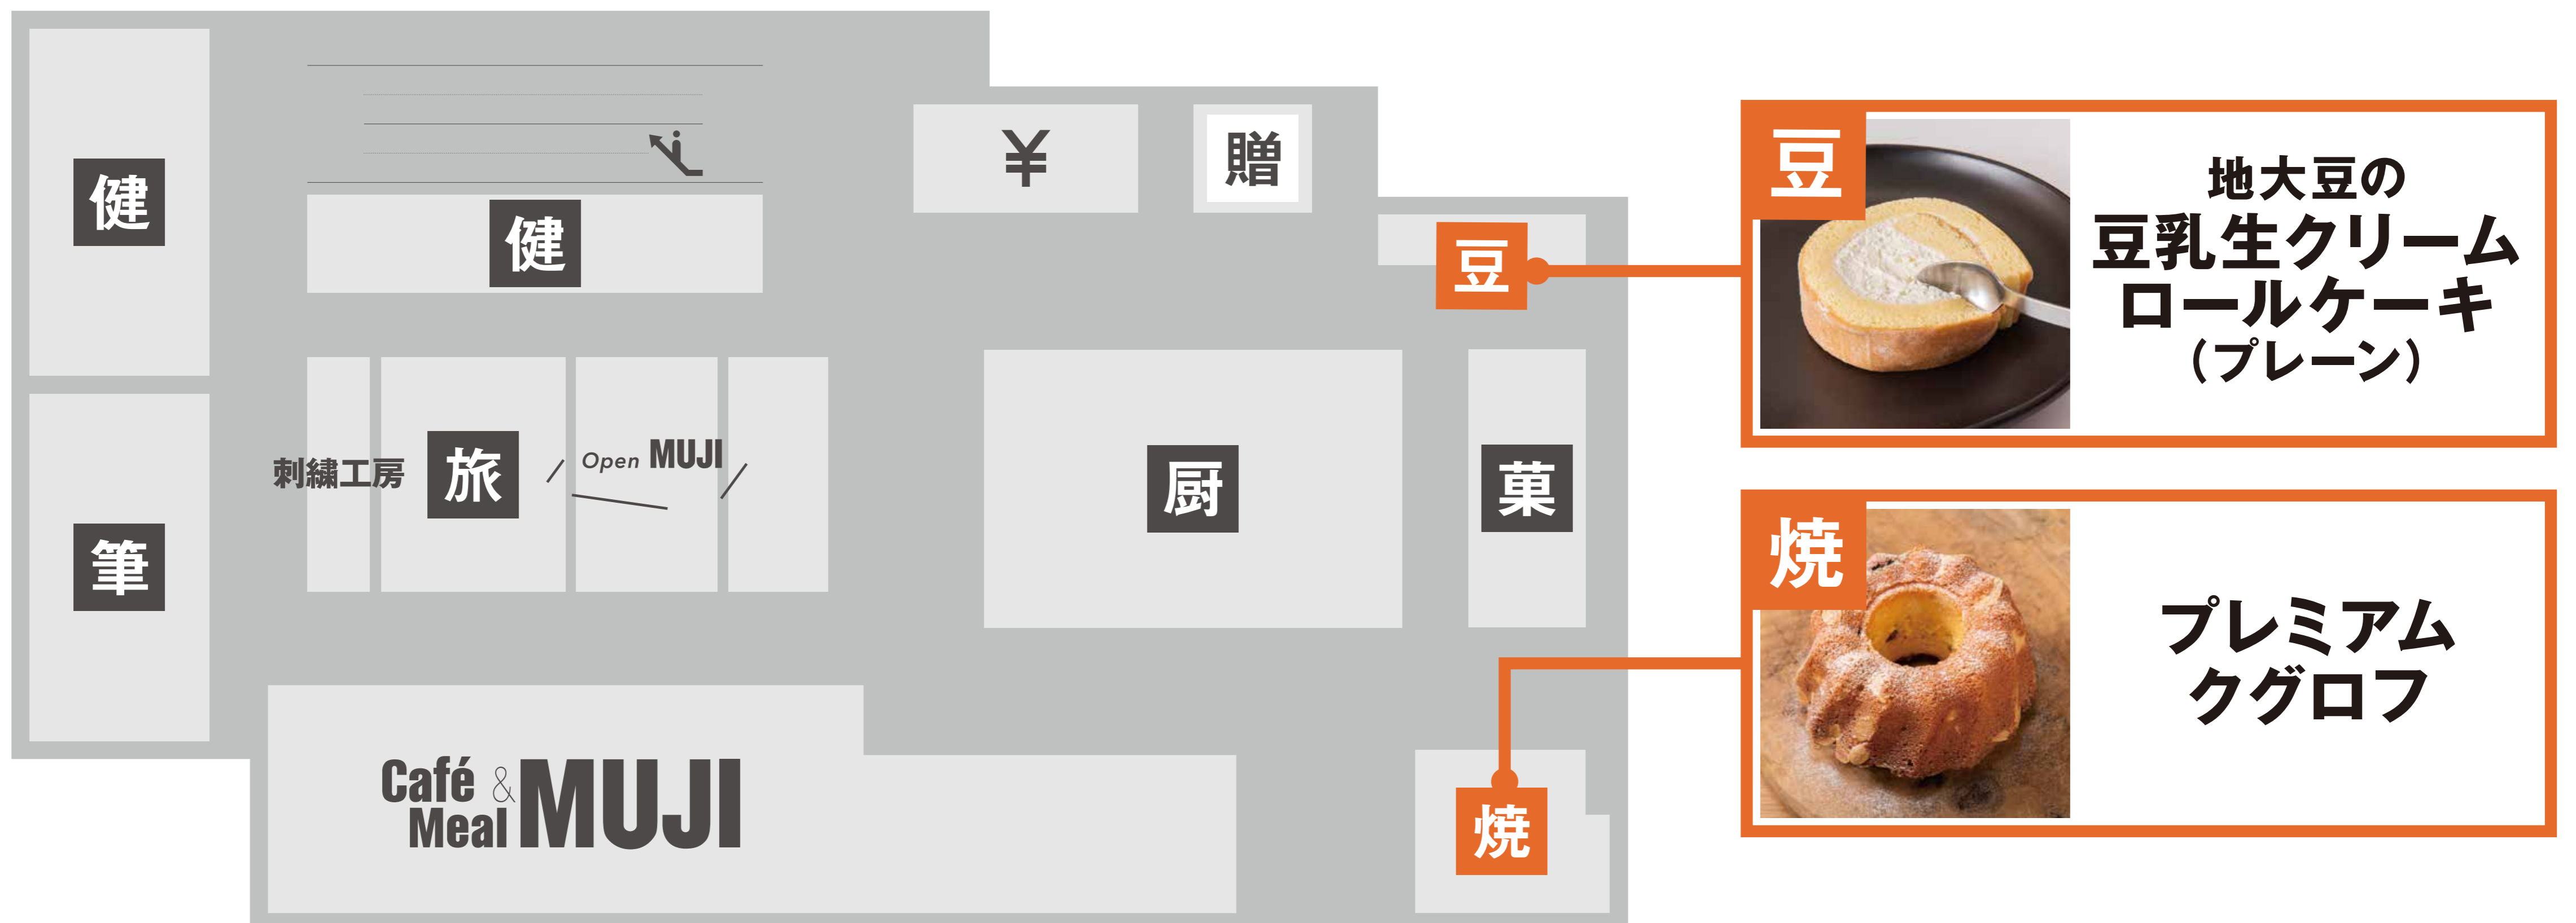 健
健
¥
贈
豆
刺繍工房
旅
Open MUJI
厨
菓
筆
Café &
Meal MUJI
焼
豆
地大豆の
豆乳生クリーム
ロールケーキ
（プレーン）
焼
プレミアム
クグロフ